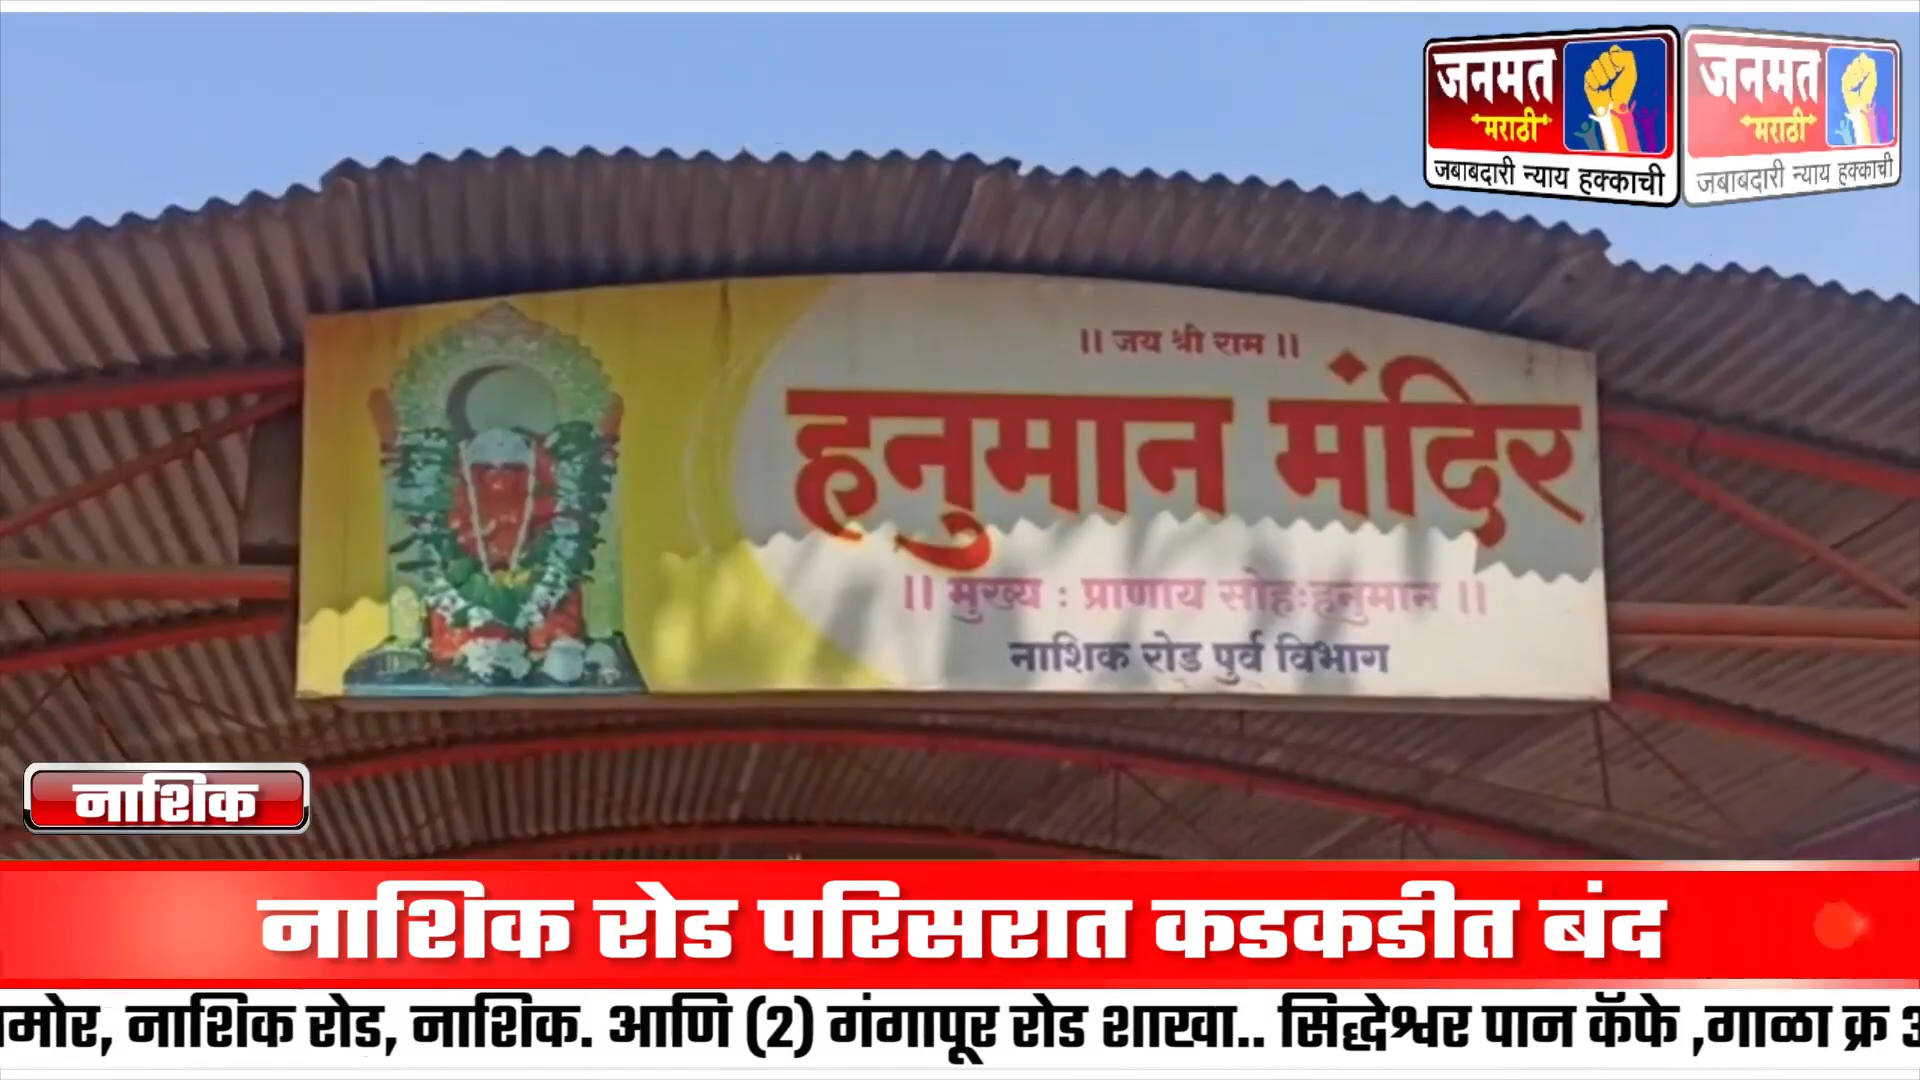 जनमत
मराठी
जबाबदारी न्याय हक्काची
जनमत
मराठी
जबाबदारी न्याय हक्काची
|| जय श्री राम ||
हनुमान मंदिर
|| मुख्य : प्राणाय सोहःहनुमान ||
नाशिक रोड पुर्व विभाग
नाशिक
नाशिक रोड परिसरात कडकडीत बंद
नाशिक रोड, नाशिक. आणि (2) गंगापूर रोड शाखा.. सिद्धेश्वर पान कॅफे ,गाळा क्र